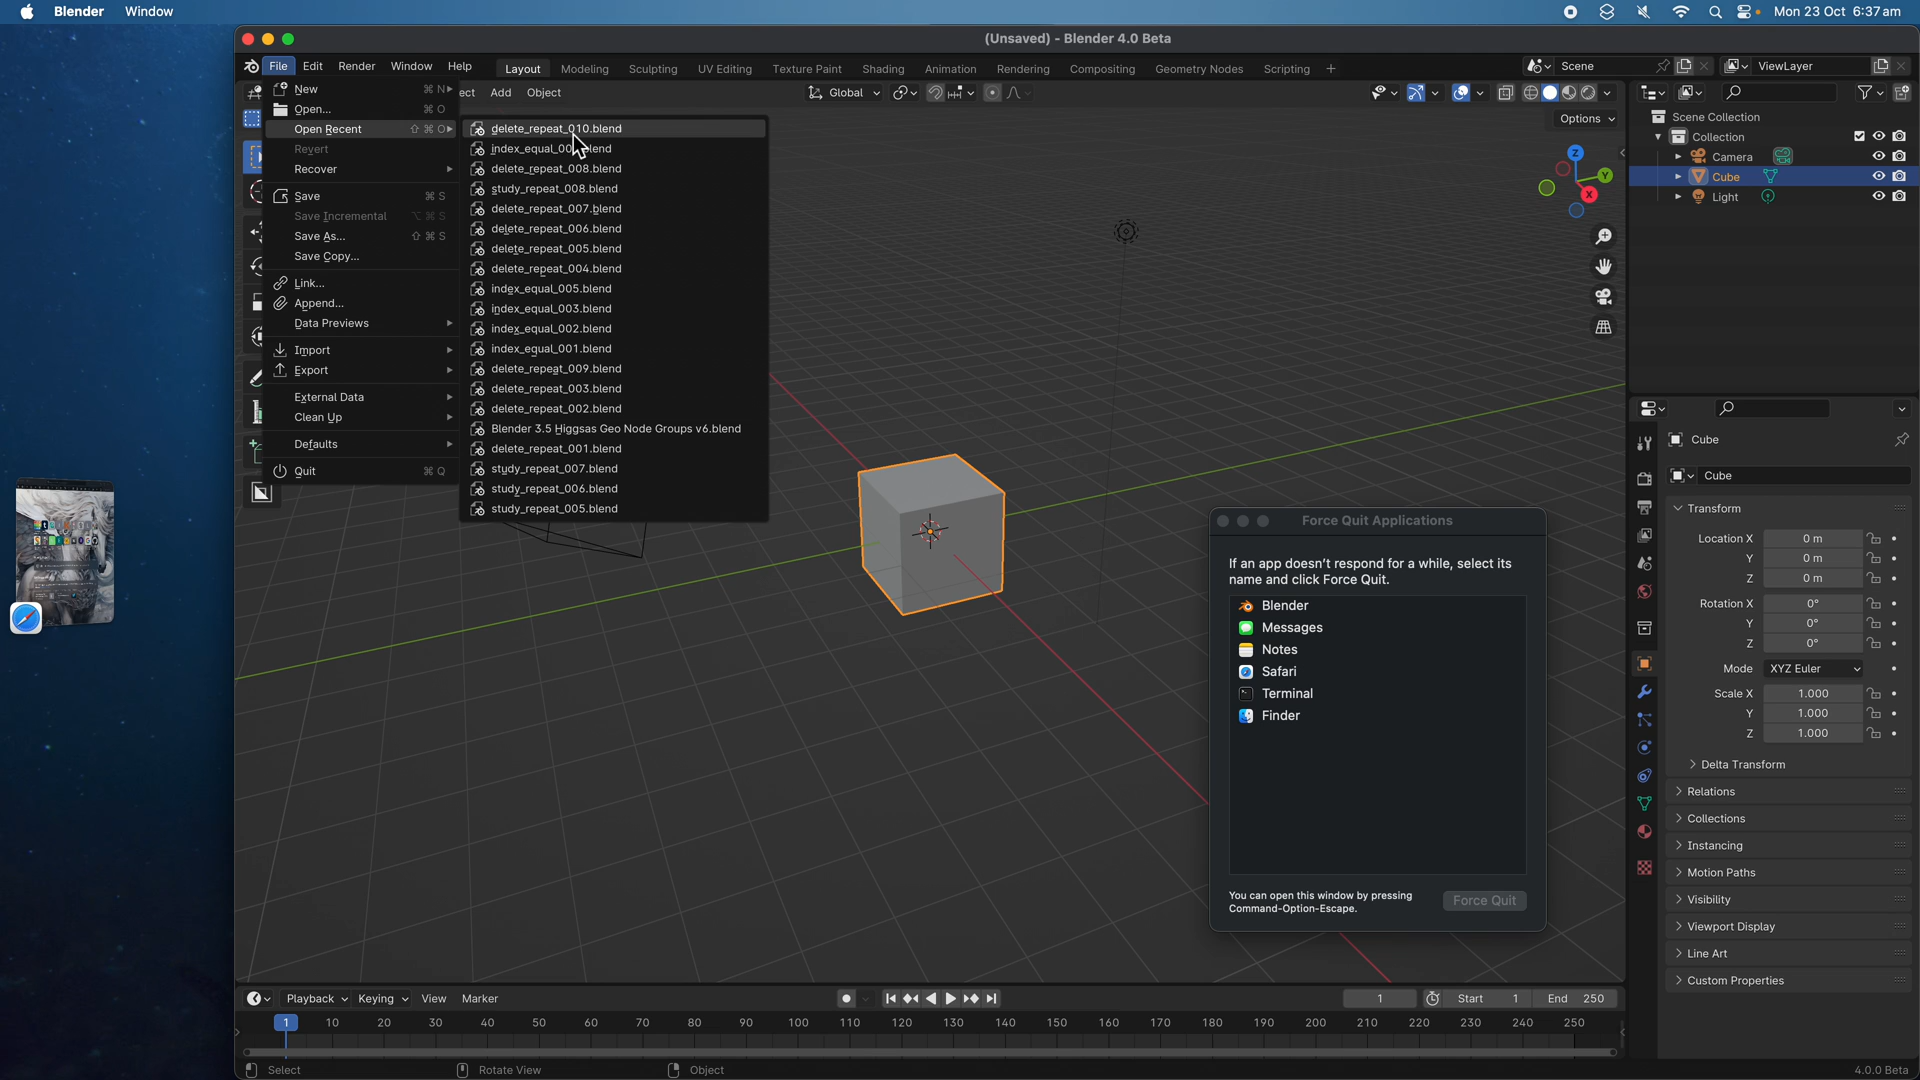 Blender Window
Mon 23 Oct 6:37 am
(Unsaved) - Blender 4.0 Beta
File Edit Render Window Help
Layout Modeling Sculpting UV Editing Texture Paint Shading Animation Rendering Compositing Geometry Nodes Scripting +
Scene
ViewLayer
ect Add Object
Global
Options
New ⌘ N
Open... ⌘ O
Open Recent ⇧ ⌘ O
Revert
Recover
Save ⌘ S
Save Incremental ⌥ ⌘ S
Save As... ⇧ ⌘ S
Save Copy...
Link...
Append...
Data Previews
Import
Export
External Data
Clean Up
Defaults
Quit ⌘ Q
delete_repeat_010.blend
index_equal_00 lend
delete_repeat_008.blend
study_repeat_008.blend
delete_repeat_007.blend
delete_repeat_006.blend
delete_repeat_005.blend
delete_repeat_004.blend
index_equal_005.blend
index_equal_003.blend
index_equal_002.blend
index_equal_001.blend
delete_repeat_009.blend
delete_repeat_003.blend
delete_repeat_002.blend
Blender 3.5 Higgsas Geo Node Groups v6.blend
delete_repeat_001.blend
study_repeat_007.blend
study_repeat_006.blend
study_repeat_005.blend
Z
Y
X
Scene Collection
Collection
Camera
Cube
Light
Force Quit Applications
If an app doesn't respond for a while, select its
name and click Force Quit.
Blender
Messages
Notes
Safari
Terminal
Finder
You can open this window by pressing
Command-Option-Escape.
Force Quit
Cube
Cube
Transform
Location X 0 m
Y 0 m
Z 0 m
Rotation X 0°
Y 0°
Z 0°
Mode XYZ Euler
Scale X 1.000
Y 1.000
Z 1.000
Delta Transform
Relations
Collections
Instancing
Motion Paths
Visibility
Viewport Display
Line Art
Custom Properties
Playback Keying View Marker
1
Start 1
End 250
1 10 20 30 40 50 60 70 80 90 100 110 120 130 140 150 160 170 180 190 200 210 220 230 240 250
Select
Rotate View
Object
4.0.0 Beta